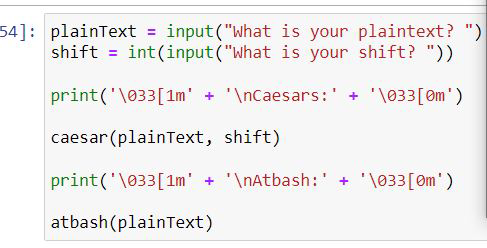 54]: plainText = input("What is your plaintext? ")
shift = int(input("What is your shift? "))
print('\033[1m' + '\nCaesars:' + '\033[0m')
caesar(plainText, shift)
print('\033[1m' + '\nAtbash:' + '\033[0m')
atbash(plainText)